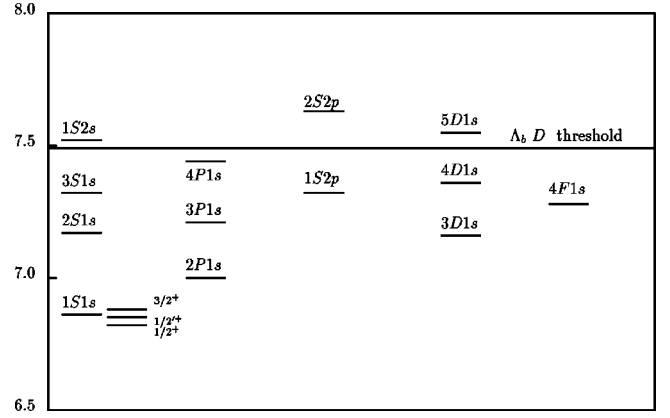 8.0
2S2p
1S2s
5D1s
Λ_b D threshold
7.5
3S1s
4P1s
1S2p
4D1s
4F1s
2S1s
3P1s
3D1s
7.0
2P1s
1S1s
3/2⁺
1/2′⁺
1/2⁺
6.5